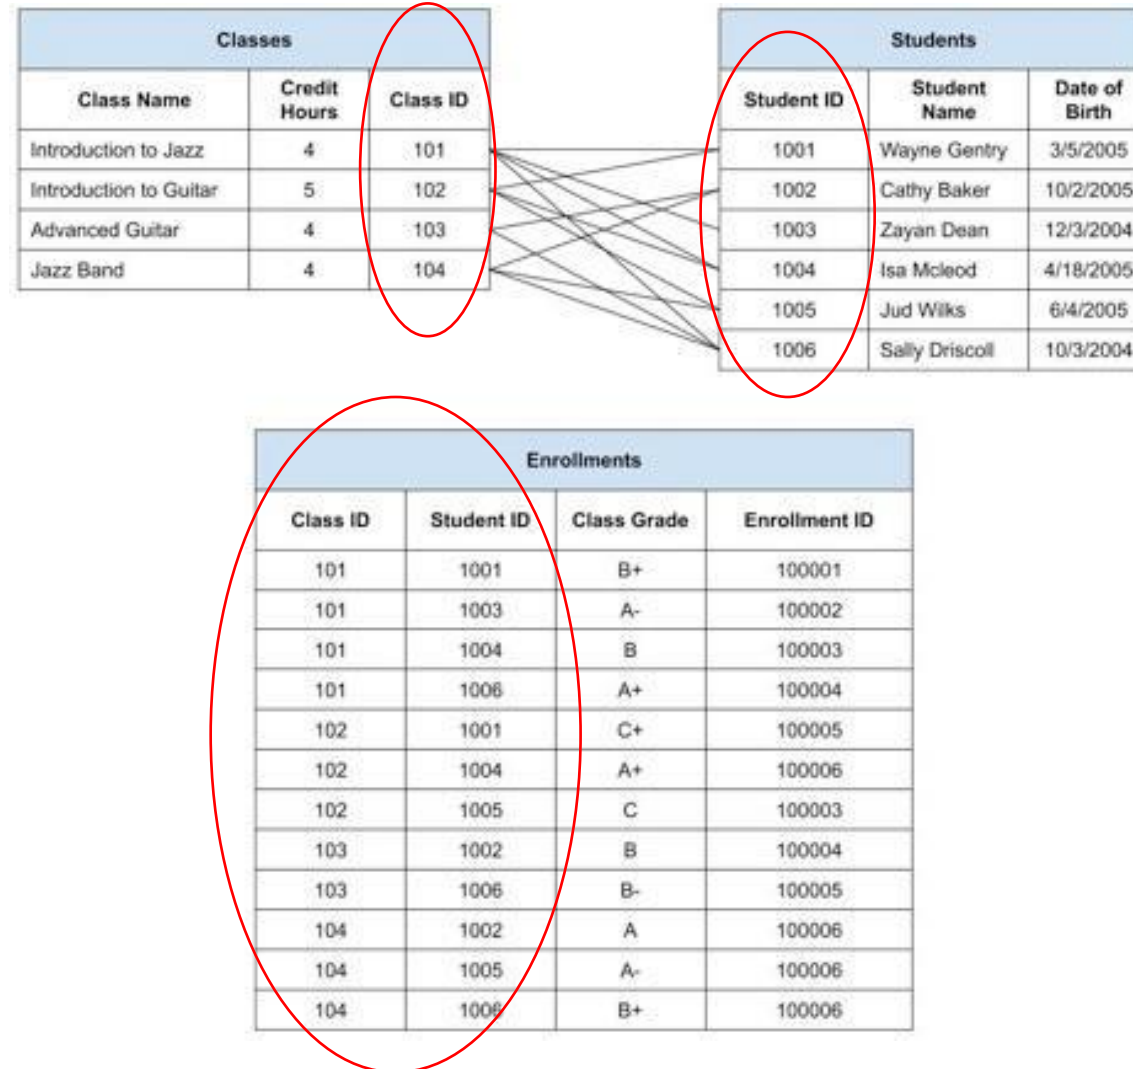 Classes
Class Name Credit Hours Class ID
Introduction to Jazz 4 101
Introduction to Guitar 5 102
Advanced Guitar 4 103
Jazz Band 4 104
Students
Student ID Student Name Date of Birth
1001 Wayne Gentry 3/5/2005
1002 Cathy Baker 10/2/2005
1003 Zayan Dean 12/3/2004
1004 Isa Mcleod 4/18/2005
1005 Jud Wilks 6/4/2005
1006 Sally Driscoll 10/3/2004
Enrollments
Class ID Student ID Class Grade Enrollment ID
101 1001 B+ 100001
101 1003 A- 100002
101 1004 B 100003
101 1006 A+ 100004
102 1001 C+ 100005
102 1004 A+ 100006
102 1005 C 100003
103 1002 B 100004
103 1006 B- 100005
104 1002 A 100006
104 1005 A- 100006
104 1006 B+ 100006